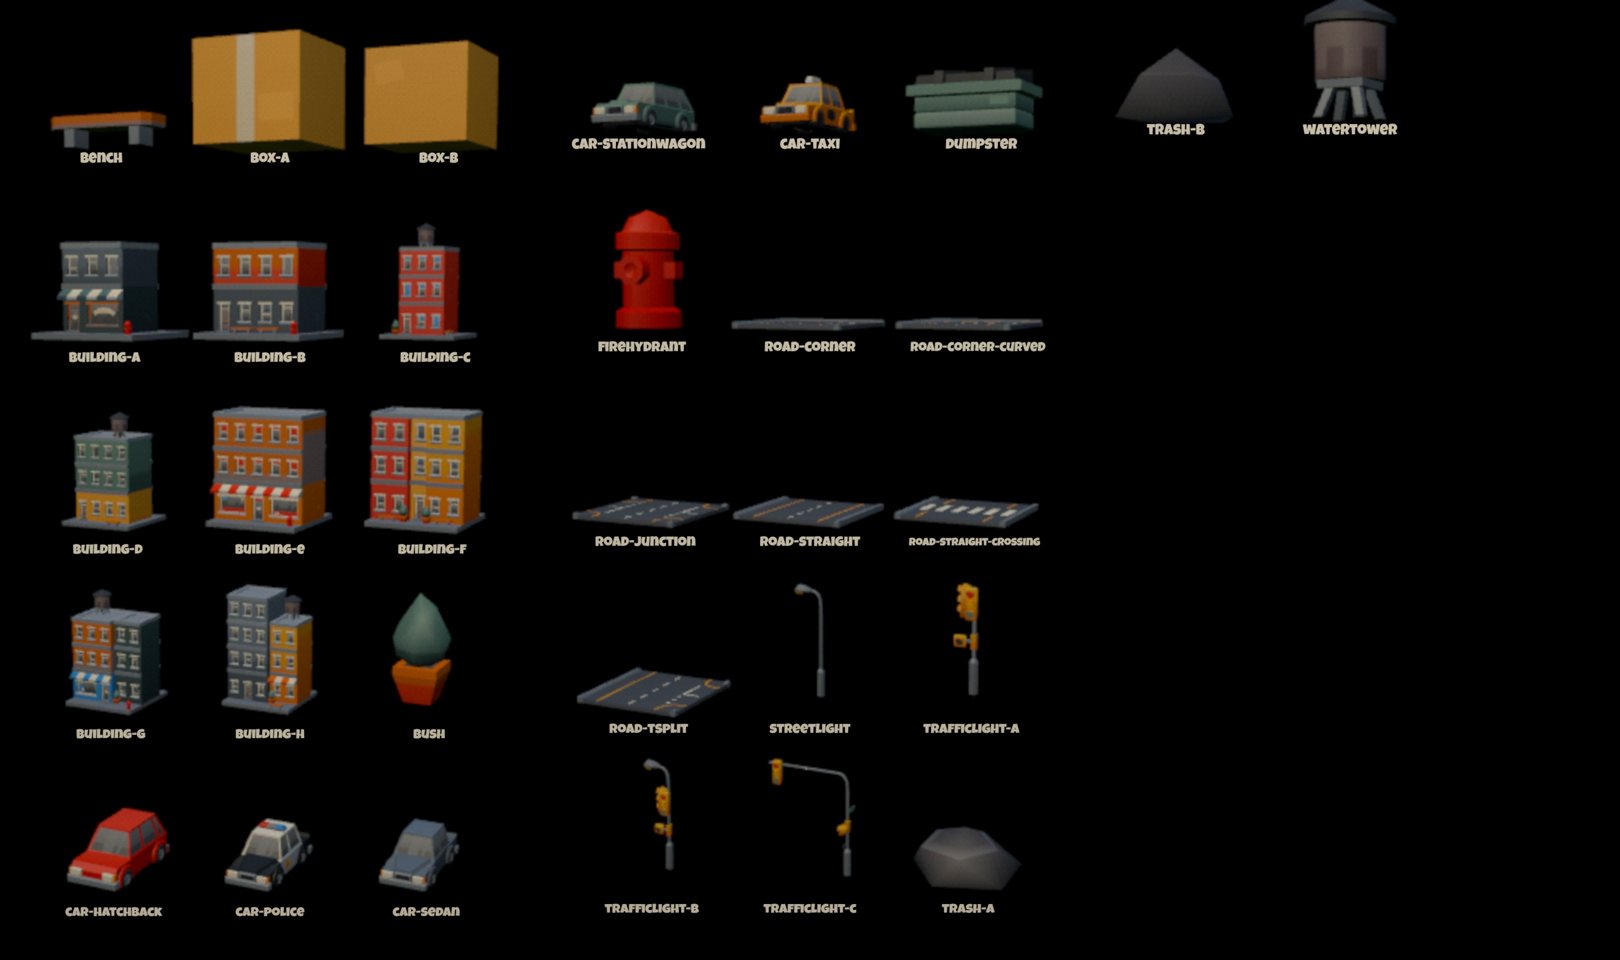 BENCH
BOX-A
BOX-B
CAR-STATIONWAGON
CAR-TAXI
DUMPSTER
TRASH-B
WATERTOWER
BUILDING-A
BUILDING-B
BUILDING-C
FIREHYDRANT
ROAD-CORNER
ROAD-CORNER-CURVED
BUILDING-D
BUILDING-E
BUILDING-F
ROAD-JUNCTION
ROAD-STRAIGHT
ROAD-STRAIGHT-CROSSING
BUILDING-G
BUILDING-H
BUSH
ROAD-TSPLIT
STREETLIGHT
TRAFFICLIGHT-A
CAR-HATCHBACK
CAR-POLICE
CAR-SEDAN
TRAFFICLIGHT-B
TRAFFICLIGHT-C
TRASH-A